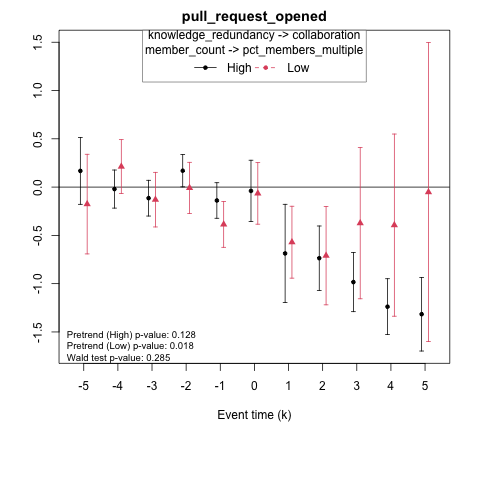 pull_request_opened
knowledge_redundancy -> collaboration
member_count -> pct_members_multiple
High Low
1.5
1.0
0.5
0.0
-0.5
-1.0
-1.5
Pretrend (High) p-value: 0.128
Pretrend (Low) p-value: 0.018
Wald test p-value: 0.285
-5 -4 -3 -2 -1 0 1 2 3 4 5
Event time (k)